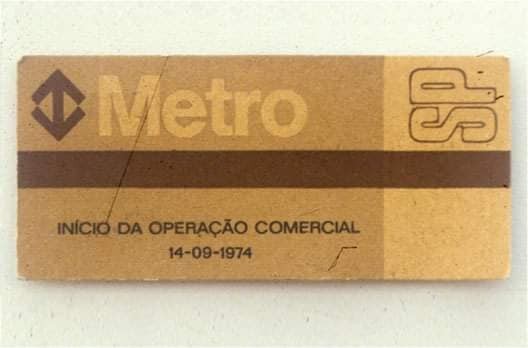 Metro
SP
INÍCIO DA OPERAÇÃO COMERCIAL
14-09-1974